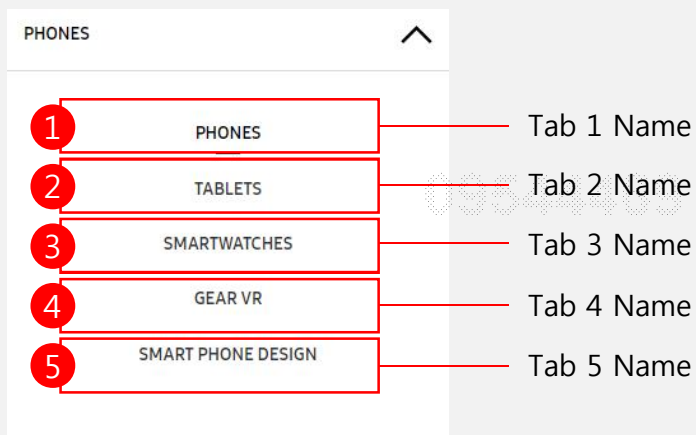 PHONES
1 PHONES Tab 1 Name
2 TABLETS Tab 2 Name
3 SMARTWATCHES Tab 3 Name
4 GEAR VR Tab 4 Name
5 SMART PHONE DESIGN Tab 5 Name